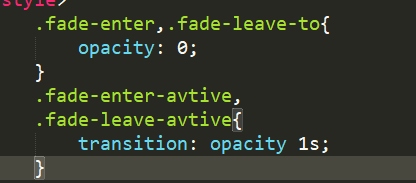 style>
.fade-enter,.fade-leave-to{
opacity: 0;
}
.fade-enter-avtive,
.fade-leave-avtive{
transition: opacity 1s;
}